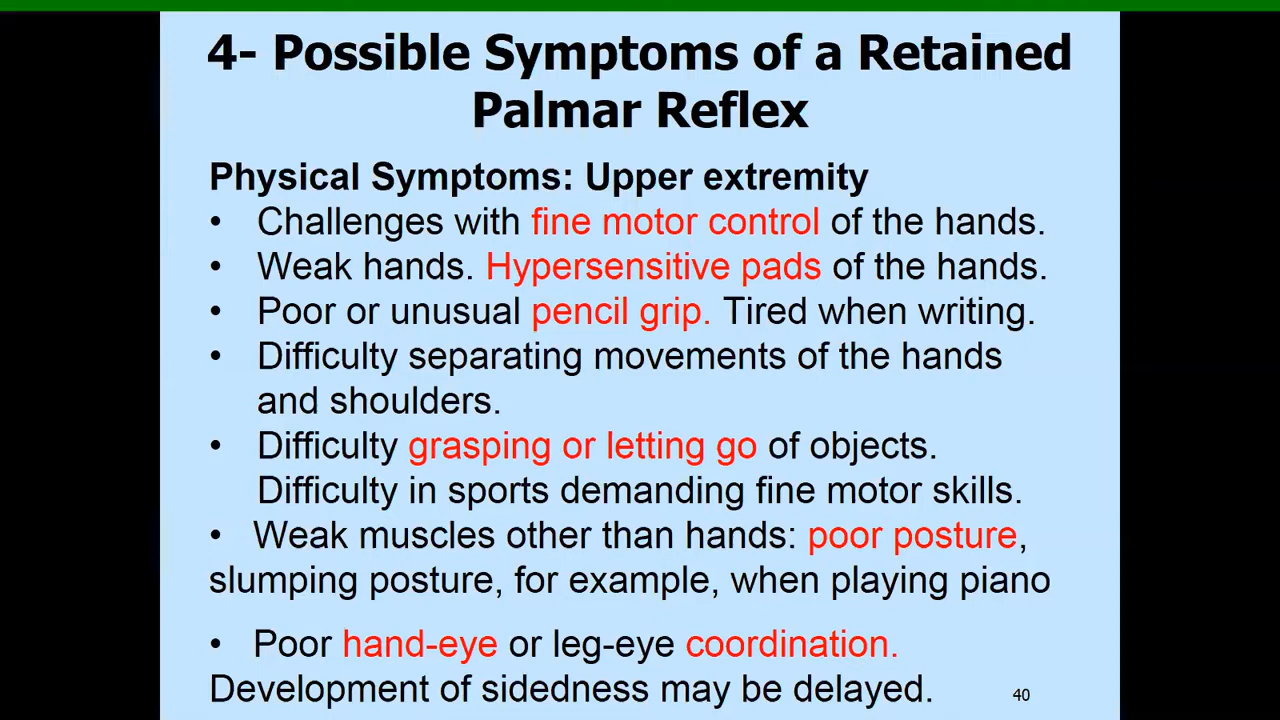 4- Possible Symptoms of a Retained
Palmar Reflex
Physical Symptoms: Upper extremity
• Challenges with fine motor control of the hands.
• Weak hands. Hypersensitive pads of the hands.
• Poor or unusual pencil grip. Tired when writing.
• Difficulty separating movements of the hands
and shoulders.
• Difficulty grasping or letting go of objects.
Difficulty in sports demanding fine motor skills.
• Weak muscles other than hands: poor posture,
slumping posture, for example, when playing piano
• Poor hand-eye or leg-eye coordination.
Development of sidedness may be delayed.
40